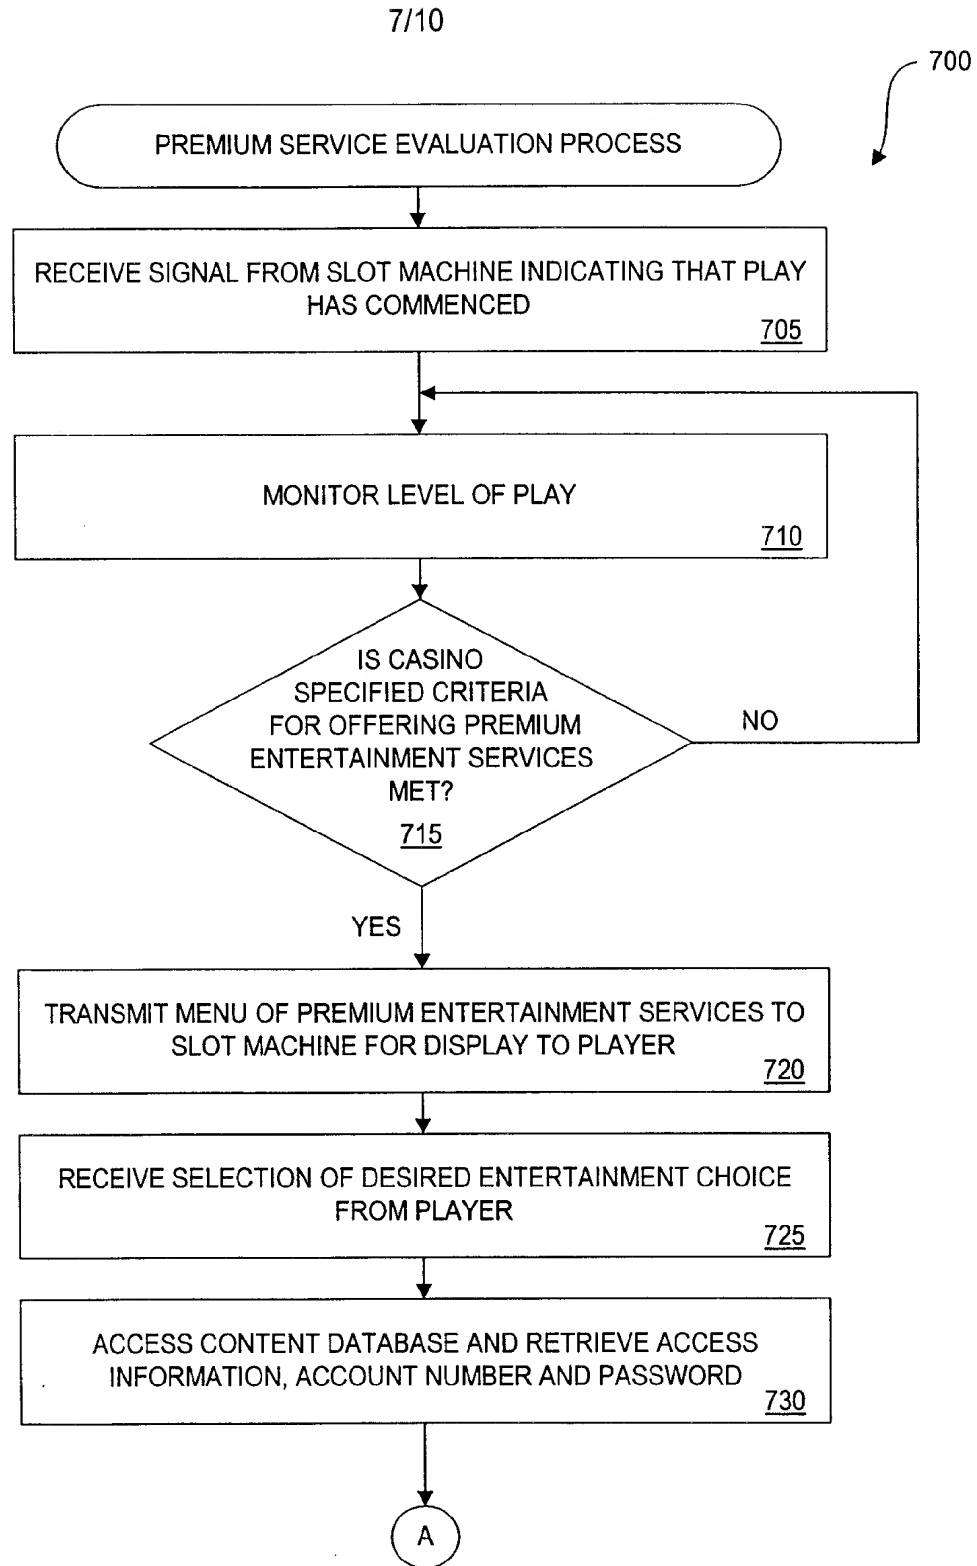 7/10
700
PREMIUM SERVICE EVALUATION PROCESS
RECEIVE SIGNAL FROM SLOT MACHINE INDICATING THAT PLAY
HAS COMMENCED
705
MONITOR LEVEL OF PLAY
710
IS CASINO
SPECIFIED CRITERIA
FOR OFFERING PREMIUM
ENTERTAINMENT SERVICES
MET?
715
NO
YES
TRANSMIT MENU OF PREMIUM ENTERTAINMENT SERVICES TO
SLOT MACHINE FOR DISPLAY TO PLAYER
720
RECEIVE SELECTION OF DESIRED ENTERTAINMENT CHOICE
FROM PLAYER
725
ACCESS CONTENT DATABASE AND RETRIEVE ACCESS
INFORMATION, ACCOUNT NUMBER AND PASSWORD
730
A